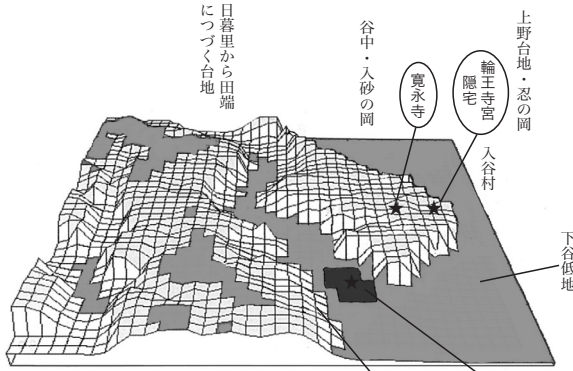 上野台地・忍の岡
輪王寺宮
隠宅
入谷村
寛永寺
谷中・入砂の岡
日暮里から田端
につづく台地
下谷低地